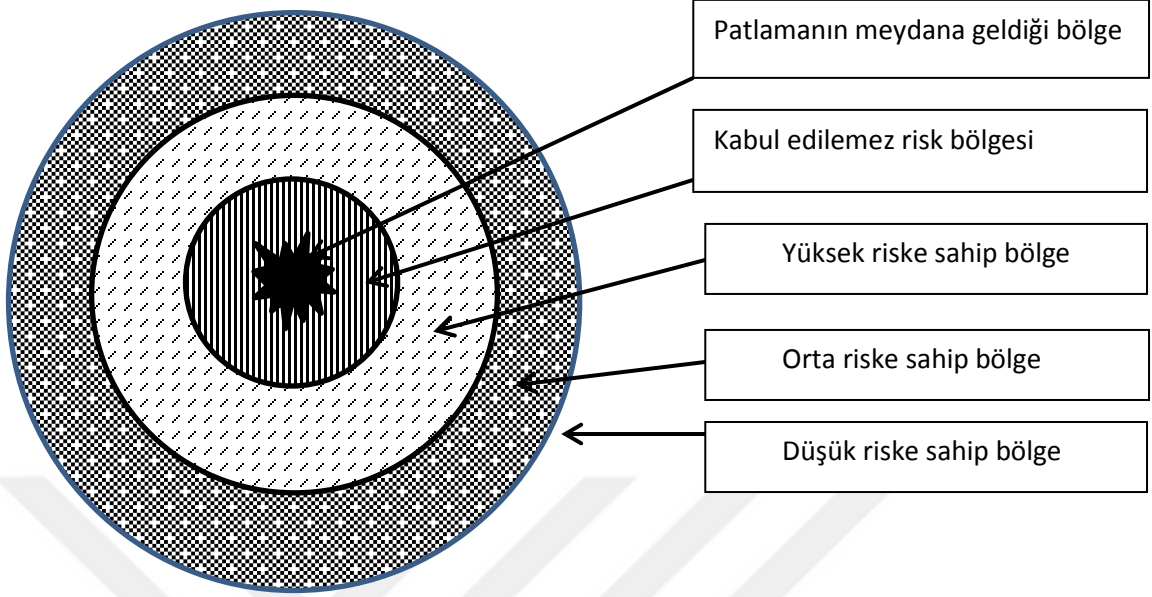 Patlamanın meydana geldiği bölge
Kabul edilemez risk bölgesi
Yüksek riske sahip bölge
Orta riske sahip bölge
Düşük riske sahip bölge